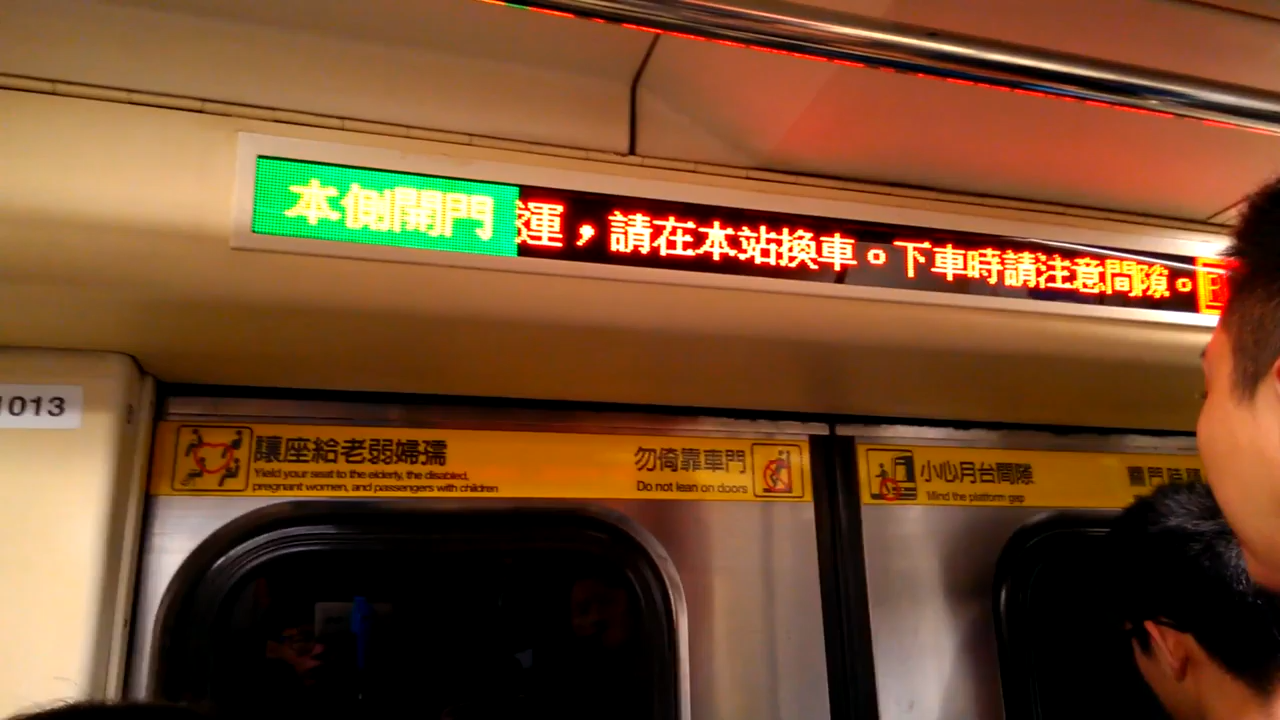 本側開門
運，請在本站換車。下車時請注意間隙。
1013
讓座給老弱婦孺
Yield your seat to the elderly, the disabled,
pregnant women, and passengers with children
勿倚靠車門
Do not lean on doors
小心月台間隙
Mind the platform gap